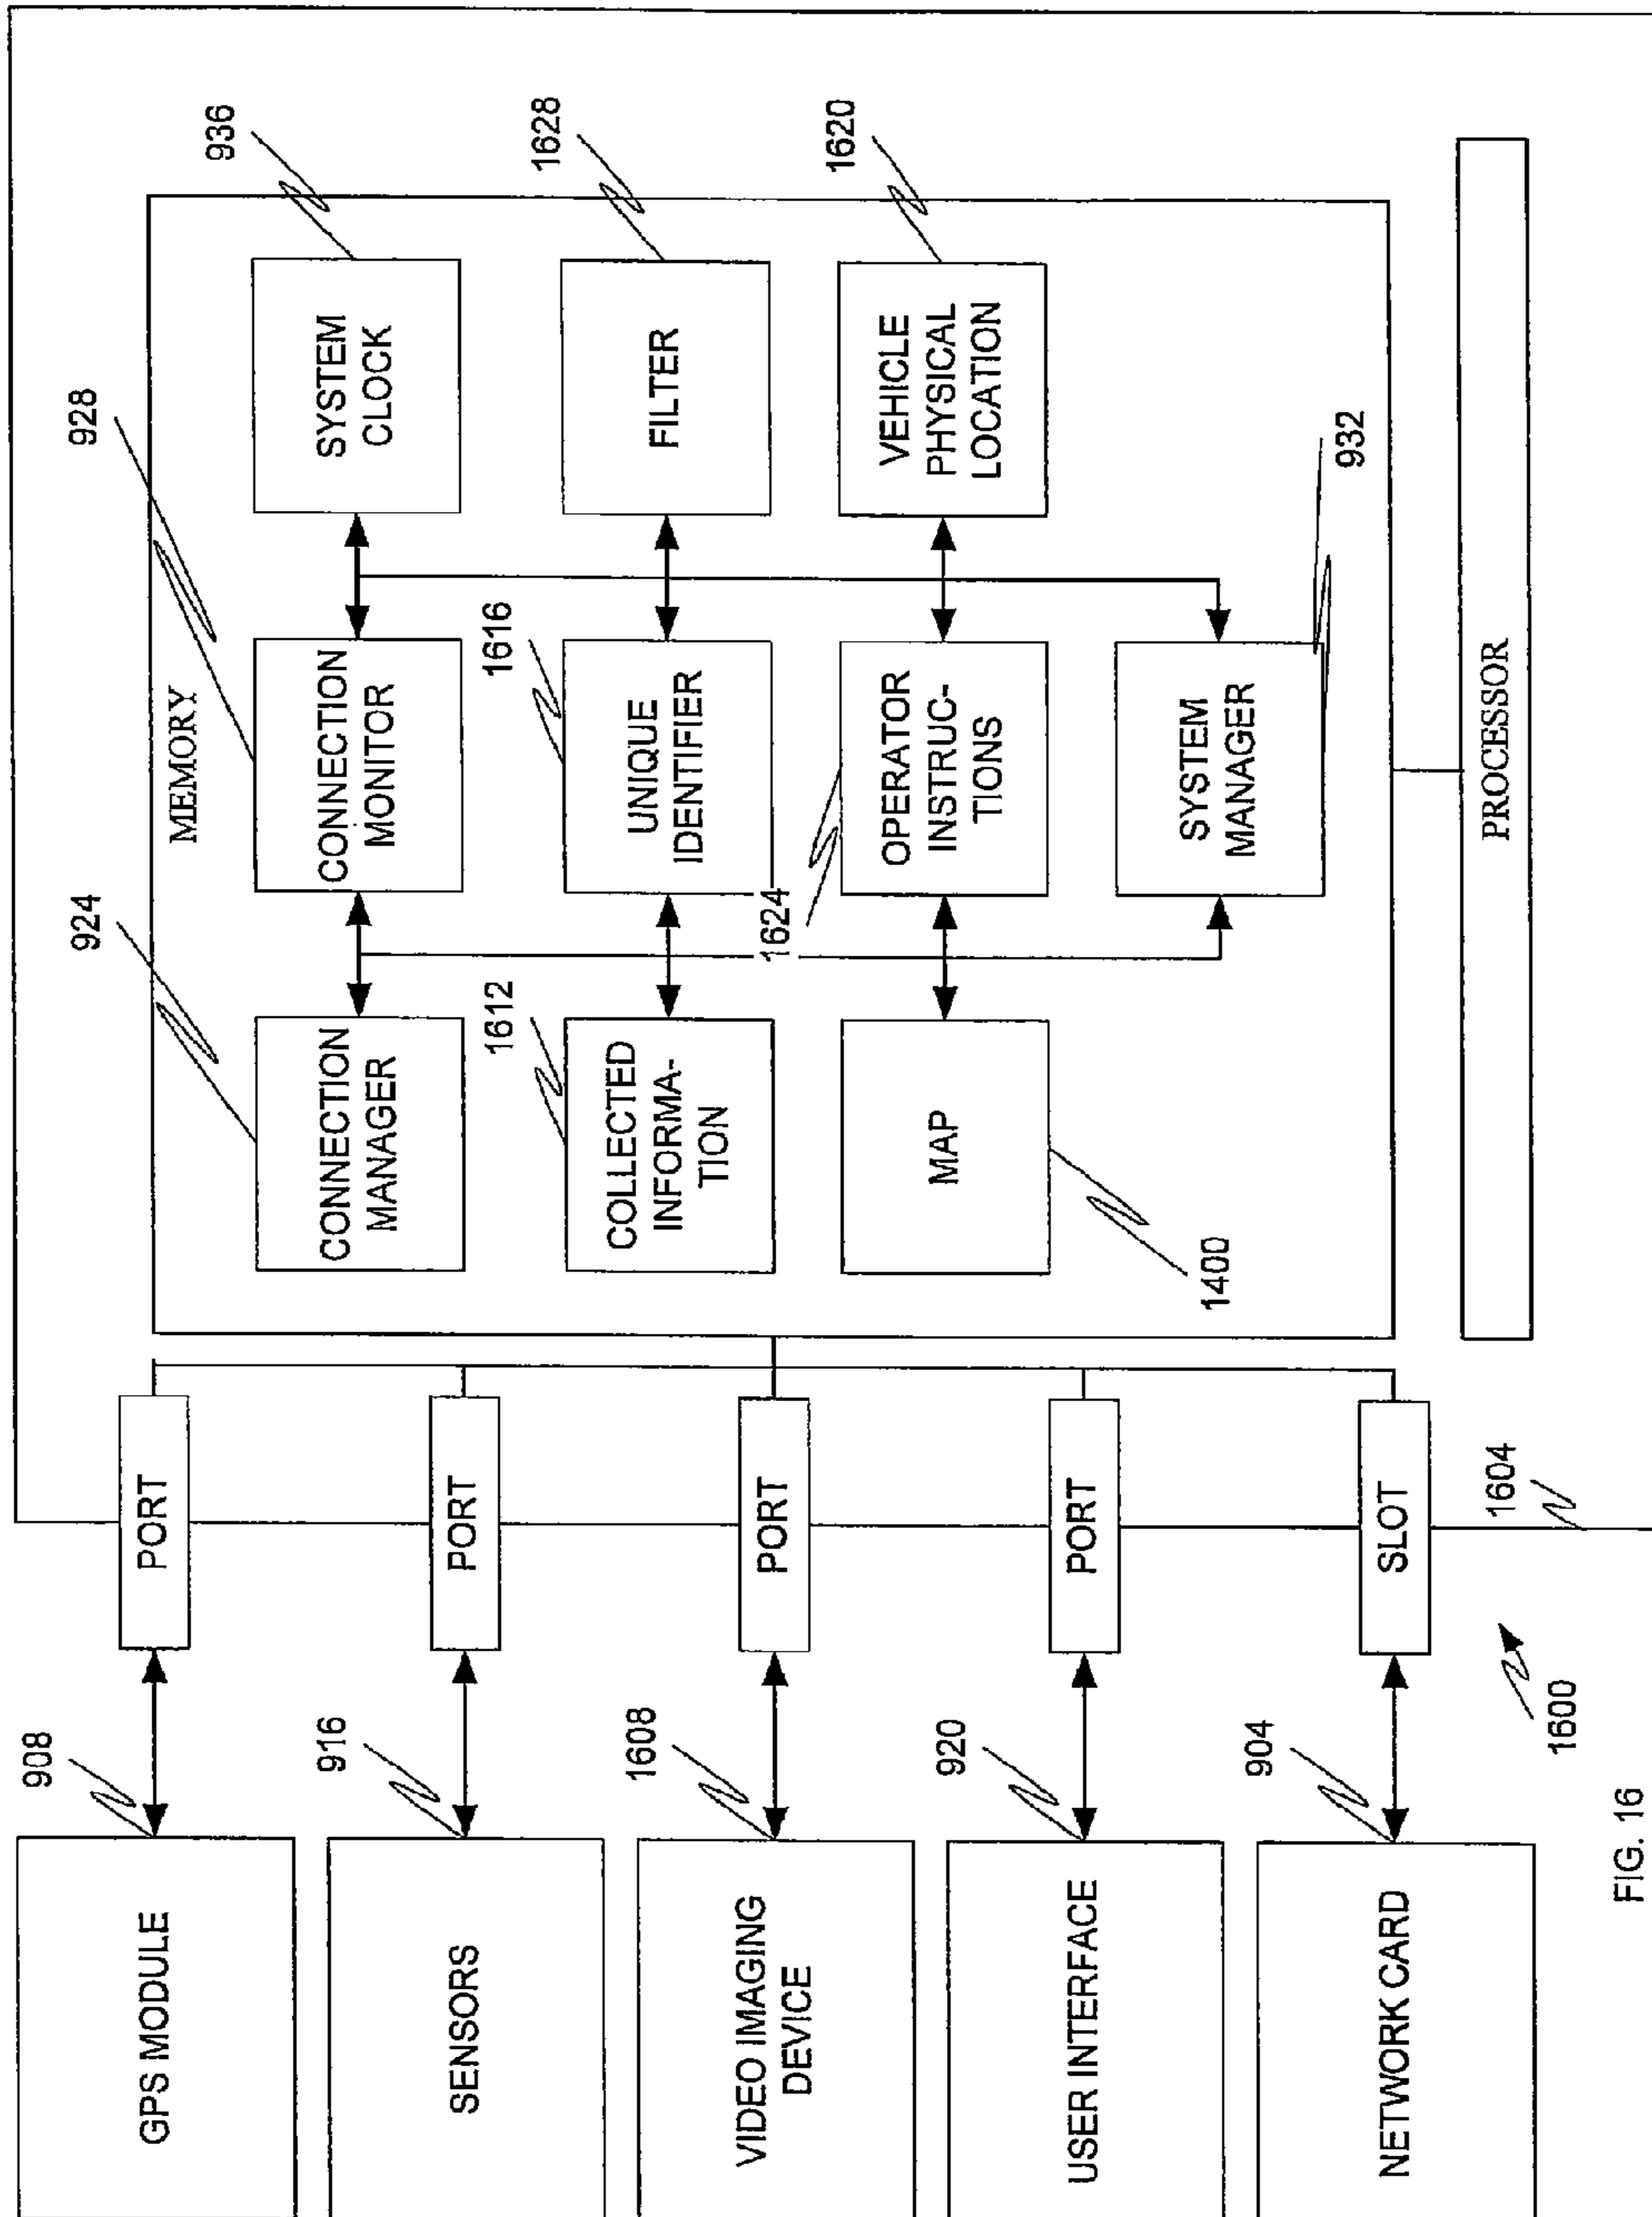 908
GPS MODULE
PORT
916
SENSORS
PORT
1608
VIDEO IMAGING
DEVICE
PORT
920
USER INTERFACE
PORT
904
NETWORK CARD
SLOT
1600
1604
MEMORY
924
CONNECTION
MANAGER
928
CONNECTION
MONITOR
936
SYSTEM
CLOCK
1612
COLLECTED
INFORMA-
TION
1616
UNIQUE
IDENTIFIER
1628
FILTER
1400
MAP
1624
OPERATOR
INSTRUC-
TIONS
1620
VEHICLE
PHYSICAL
LOCATION
932
SYSTEM
MANAGER
PROCESSOR
FIG. 16